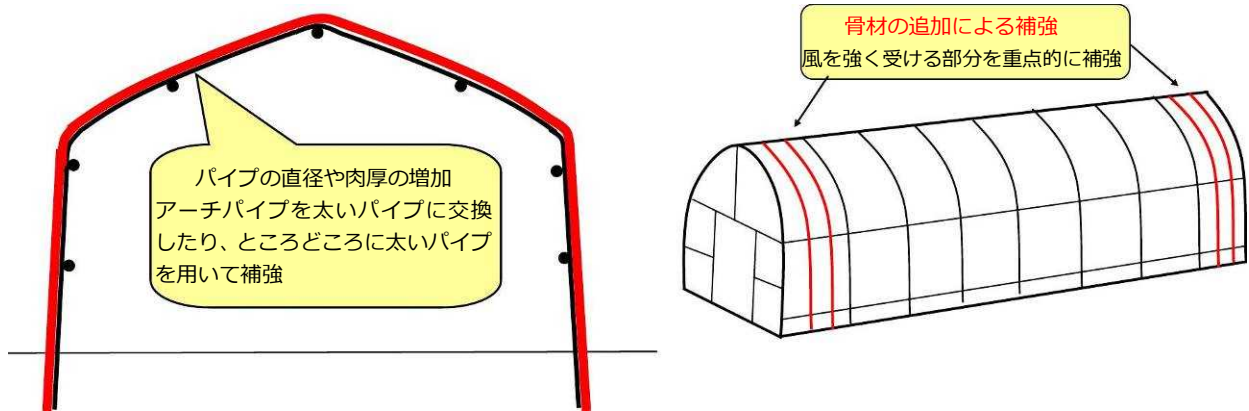 パイプの直径や肉厚の増加
アーチパイプを太いパイプに交換
したり、ところどころに太いパイプ
を用いて補強
骨材の追加による補強
風を強く受ける部分を重点的に補強